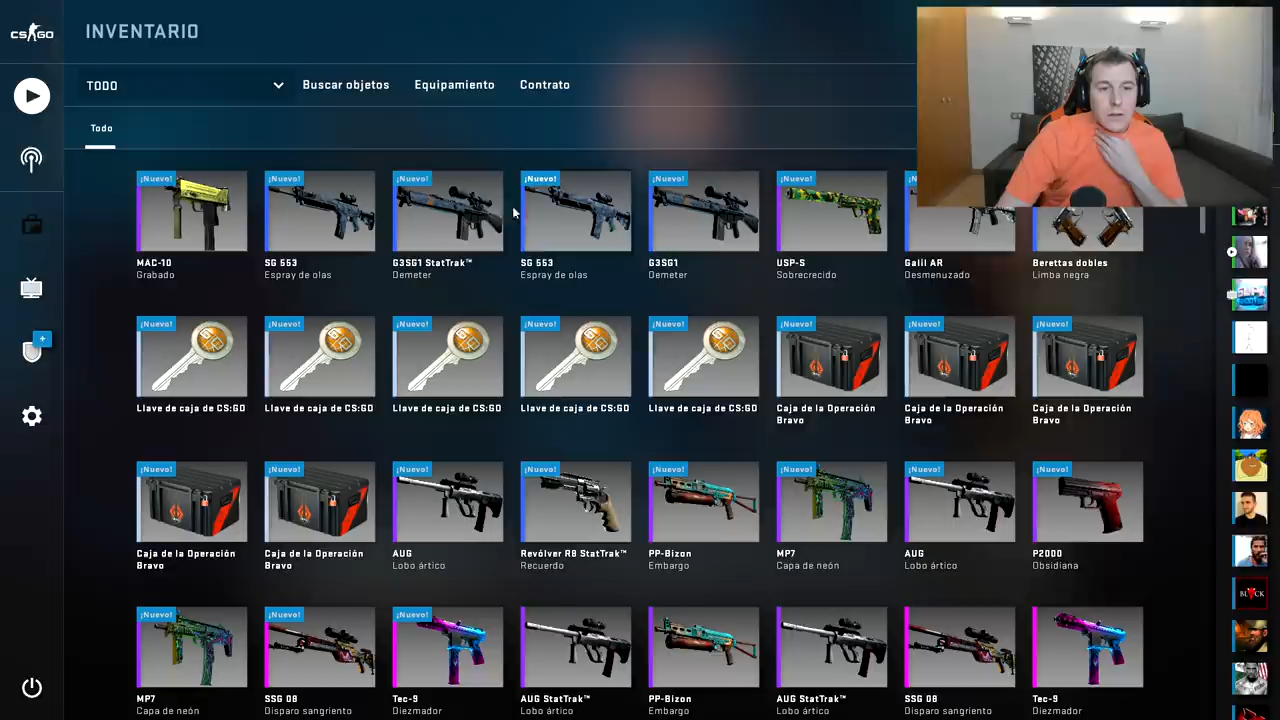 CS GO
INVENTARIO
TODO
Buscar objetos
Equipamiento
Contrato
Todo
¡Nuevo!
¡Nuevo!
¡Nuevo!
¡Nuevo!
¡Nuevo!
¡Nuevo!
MAC-10
Grabado
SG 553
Espray de olas
G3SG1 StatTrak™
Demeter
SG 553
Espray de olas
G3SG1
Demeter
USP-S
Sobrecrecido
Galil AR
Desmenuzado
Berettas dobles
Limba negra
¡Nuevo!
¡Nuevo!
¡Nuevo!
¡Nuevo!
¡Nuevo!
¡Nuevo!
¡Nuevo!
¡Nuevo!
Llave de caja de CS:GO
Llave de caja de CS:GO
Llave de caja de CS:GO
Llave de caja de CS:GO
Llave de caja de CS:GO
Caja de la Operación
Bravo
Caja de la Operación
Bravo
Caja de la Operación
Bravo
¡Nuevo!
¡Nuevo!
¡Nuevo!
¡Nuevo!
¡Nuevo!
¡Nuevo!
¡Nuevo!
¡Nuevo!
Caja de la Operación
Bravo
Caja de la Operación
Bravo
AUG
Lobo ártico
Revólver R8 StatTrak™
Recuerdo
PP-Bizon
Embargo
MP7
Capa de neón
AUG
Lobo ártico
P2000
Obsidiana
¡Nuevo!
¡Nuevo!
¡Nuevo!
MP7
Capa de neón
SSG 08
Disparo sangriento
Tec-9
Diezmador
AUG StatTrak™
Lobo ártico
PP-Bizon
Embargo
AUG StatTrak™
Lobo ártico
SSG 08
Disparo sangriento
Tec-9
Diezmador